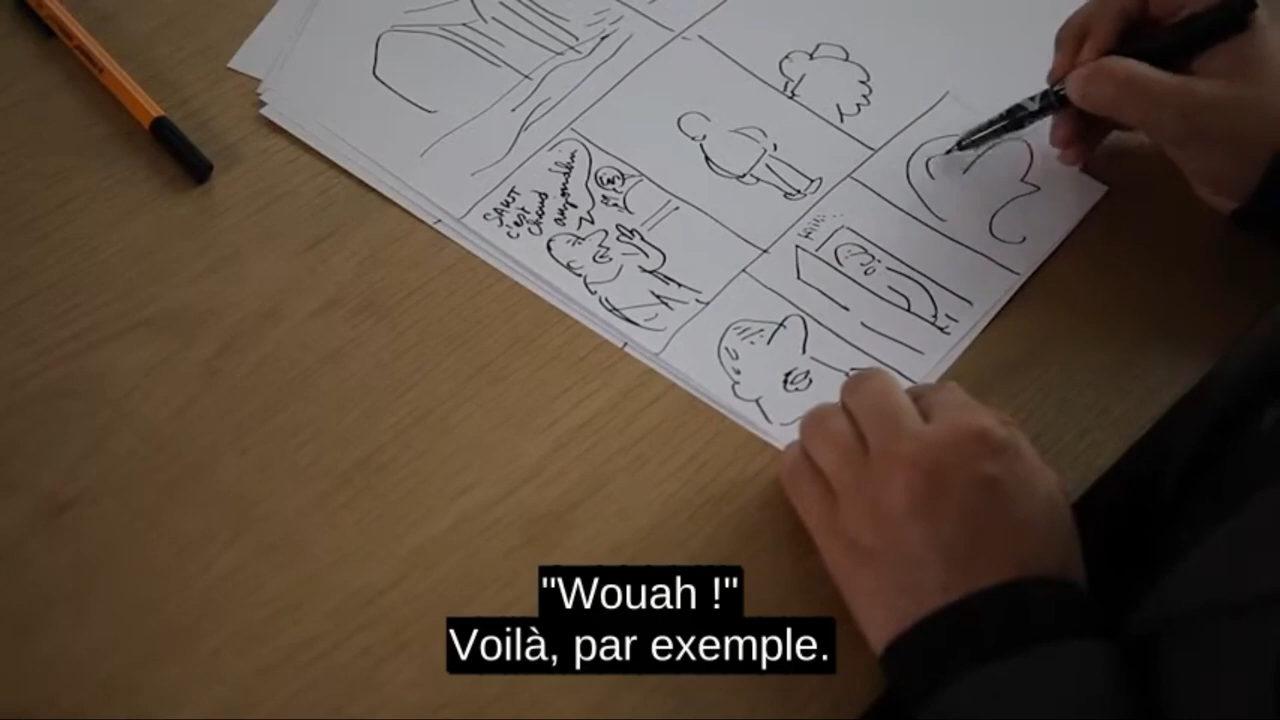 SALUT
c'est
chaud
aujourd'hui
"Wouah !"
Voilà, par exemple.